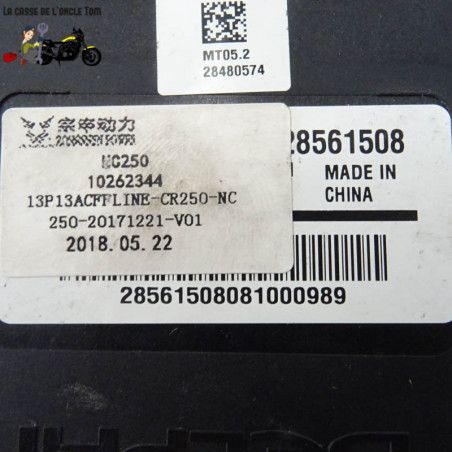 La casse de l'oncle Tom
MT05.2
28480574
宗申动力
NC250
10262344
13P13ACFFLINE-CR250-NC
250-20171221-V01
2018.05.22
28561508
MADE IN
CHINA
28561508081000989